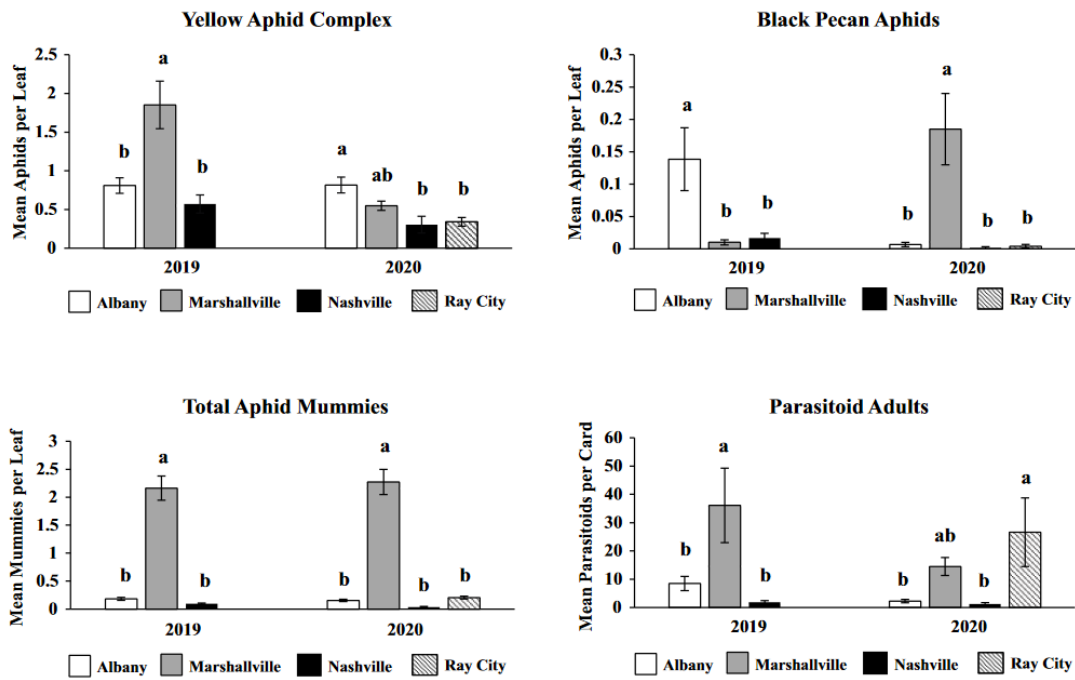 Yellow Aphid Complex
Mean Aphids per Leaf
2.5
2
1.5
1
0.5
0
b
a
b
a
ab
b
b
2019
2020
Albany Marshallville Nashville Ray City
Black Pecan Aphids
Mean Aphids per Leaf
0.3
0.25
0.2
0.15
0.1
0.05
0
a
b
b
b
a
b
b
2019
2020
Albany Marshallville Nashville Ray City
Total Aphid Mummies
Mean Mummies per Leaf
3
2.5
2
1.5
1
0.5
0
b
a
b
b
a
b
b
2019
2020
Albany Marshallville Nashville Ray City
Parasitoid Adults
Mean Parasitoids per Card
60
50
40
30
20
10
0
b
a
b
b
ab
b
a
2019
2020
Albany Marshallville Nashville Ray City